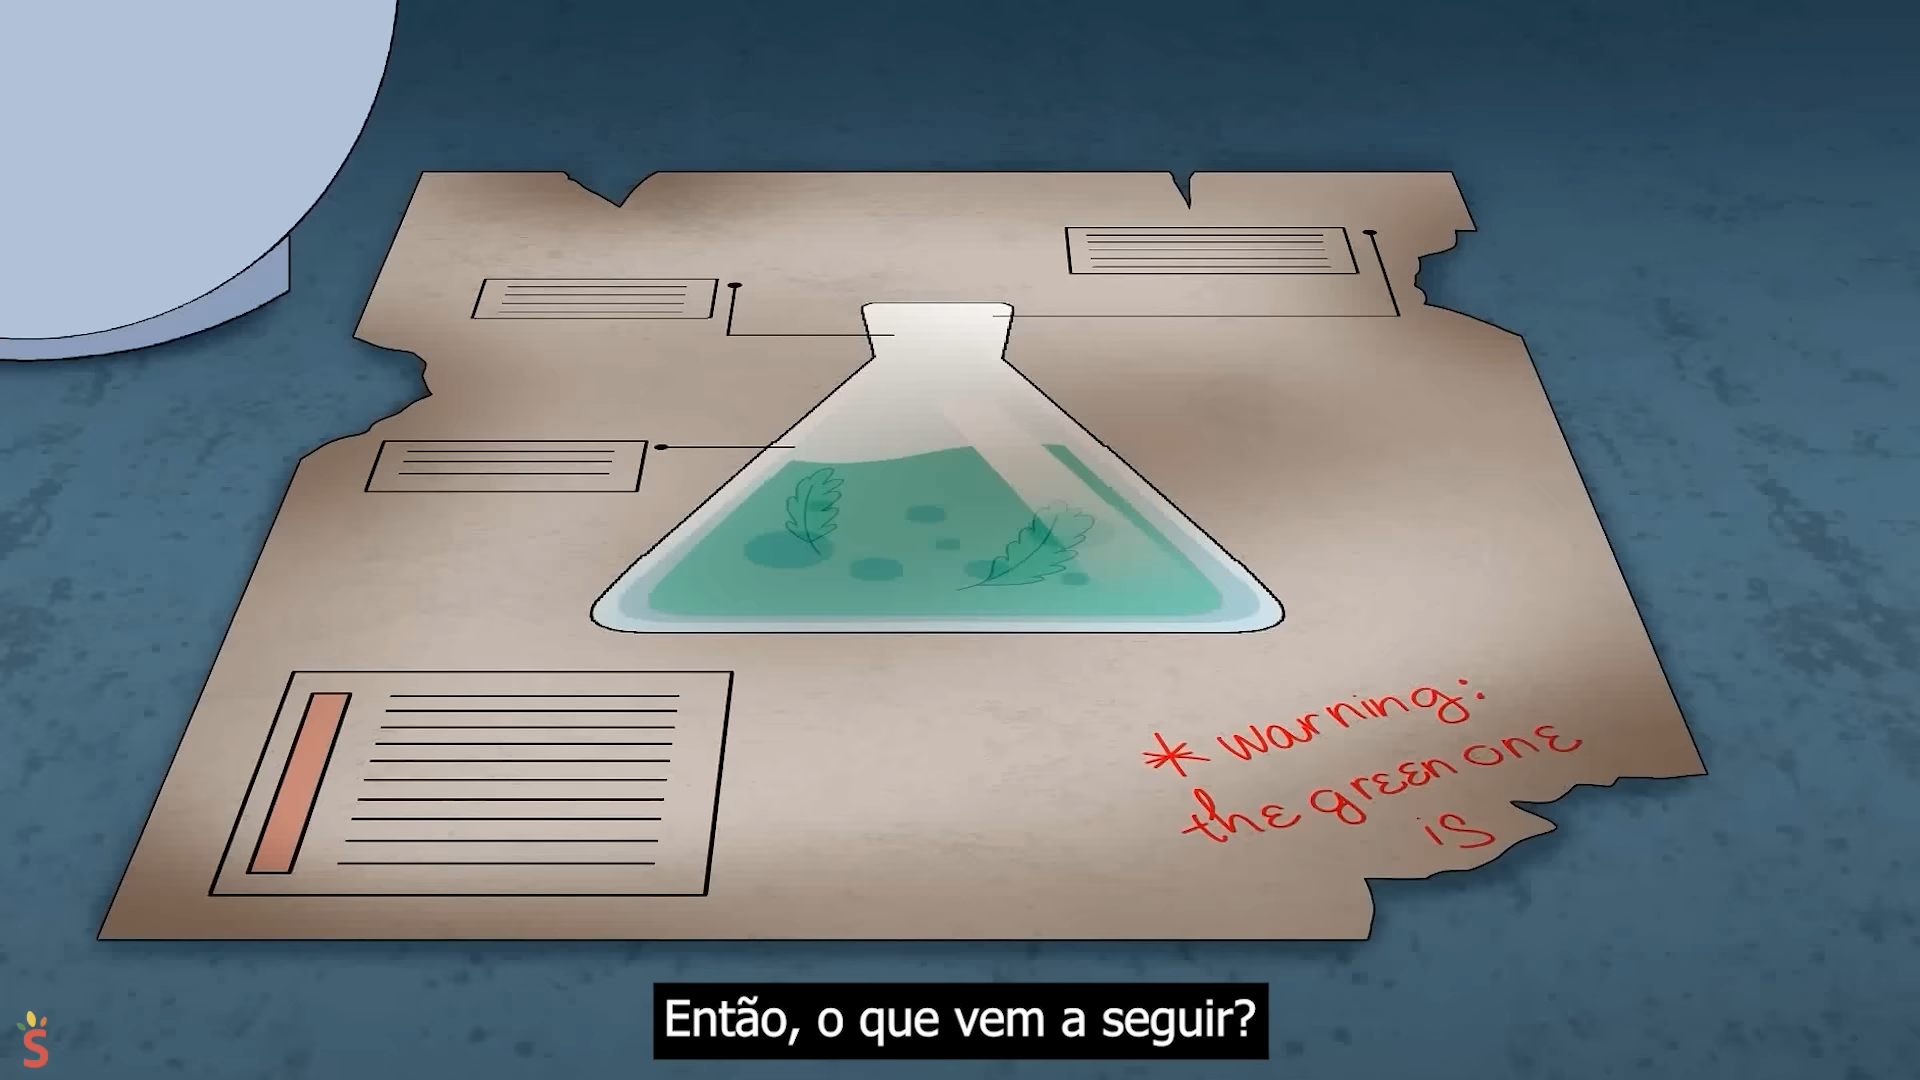 * warning:
the green one
is
Então, o que vem a seguir?
S